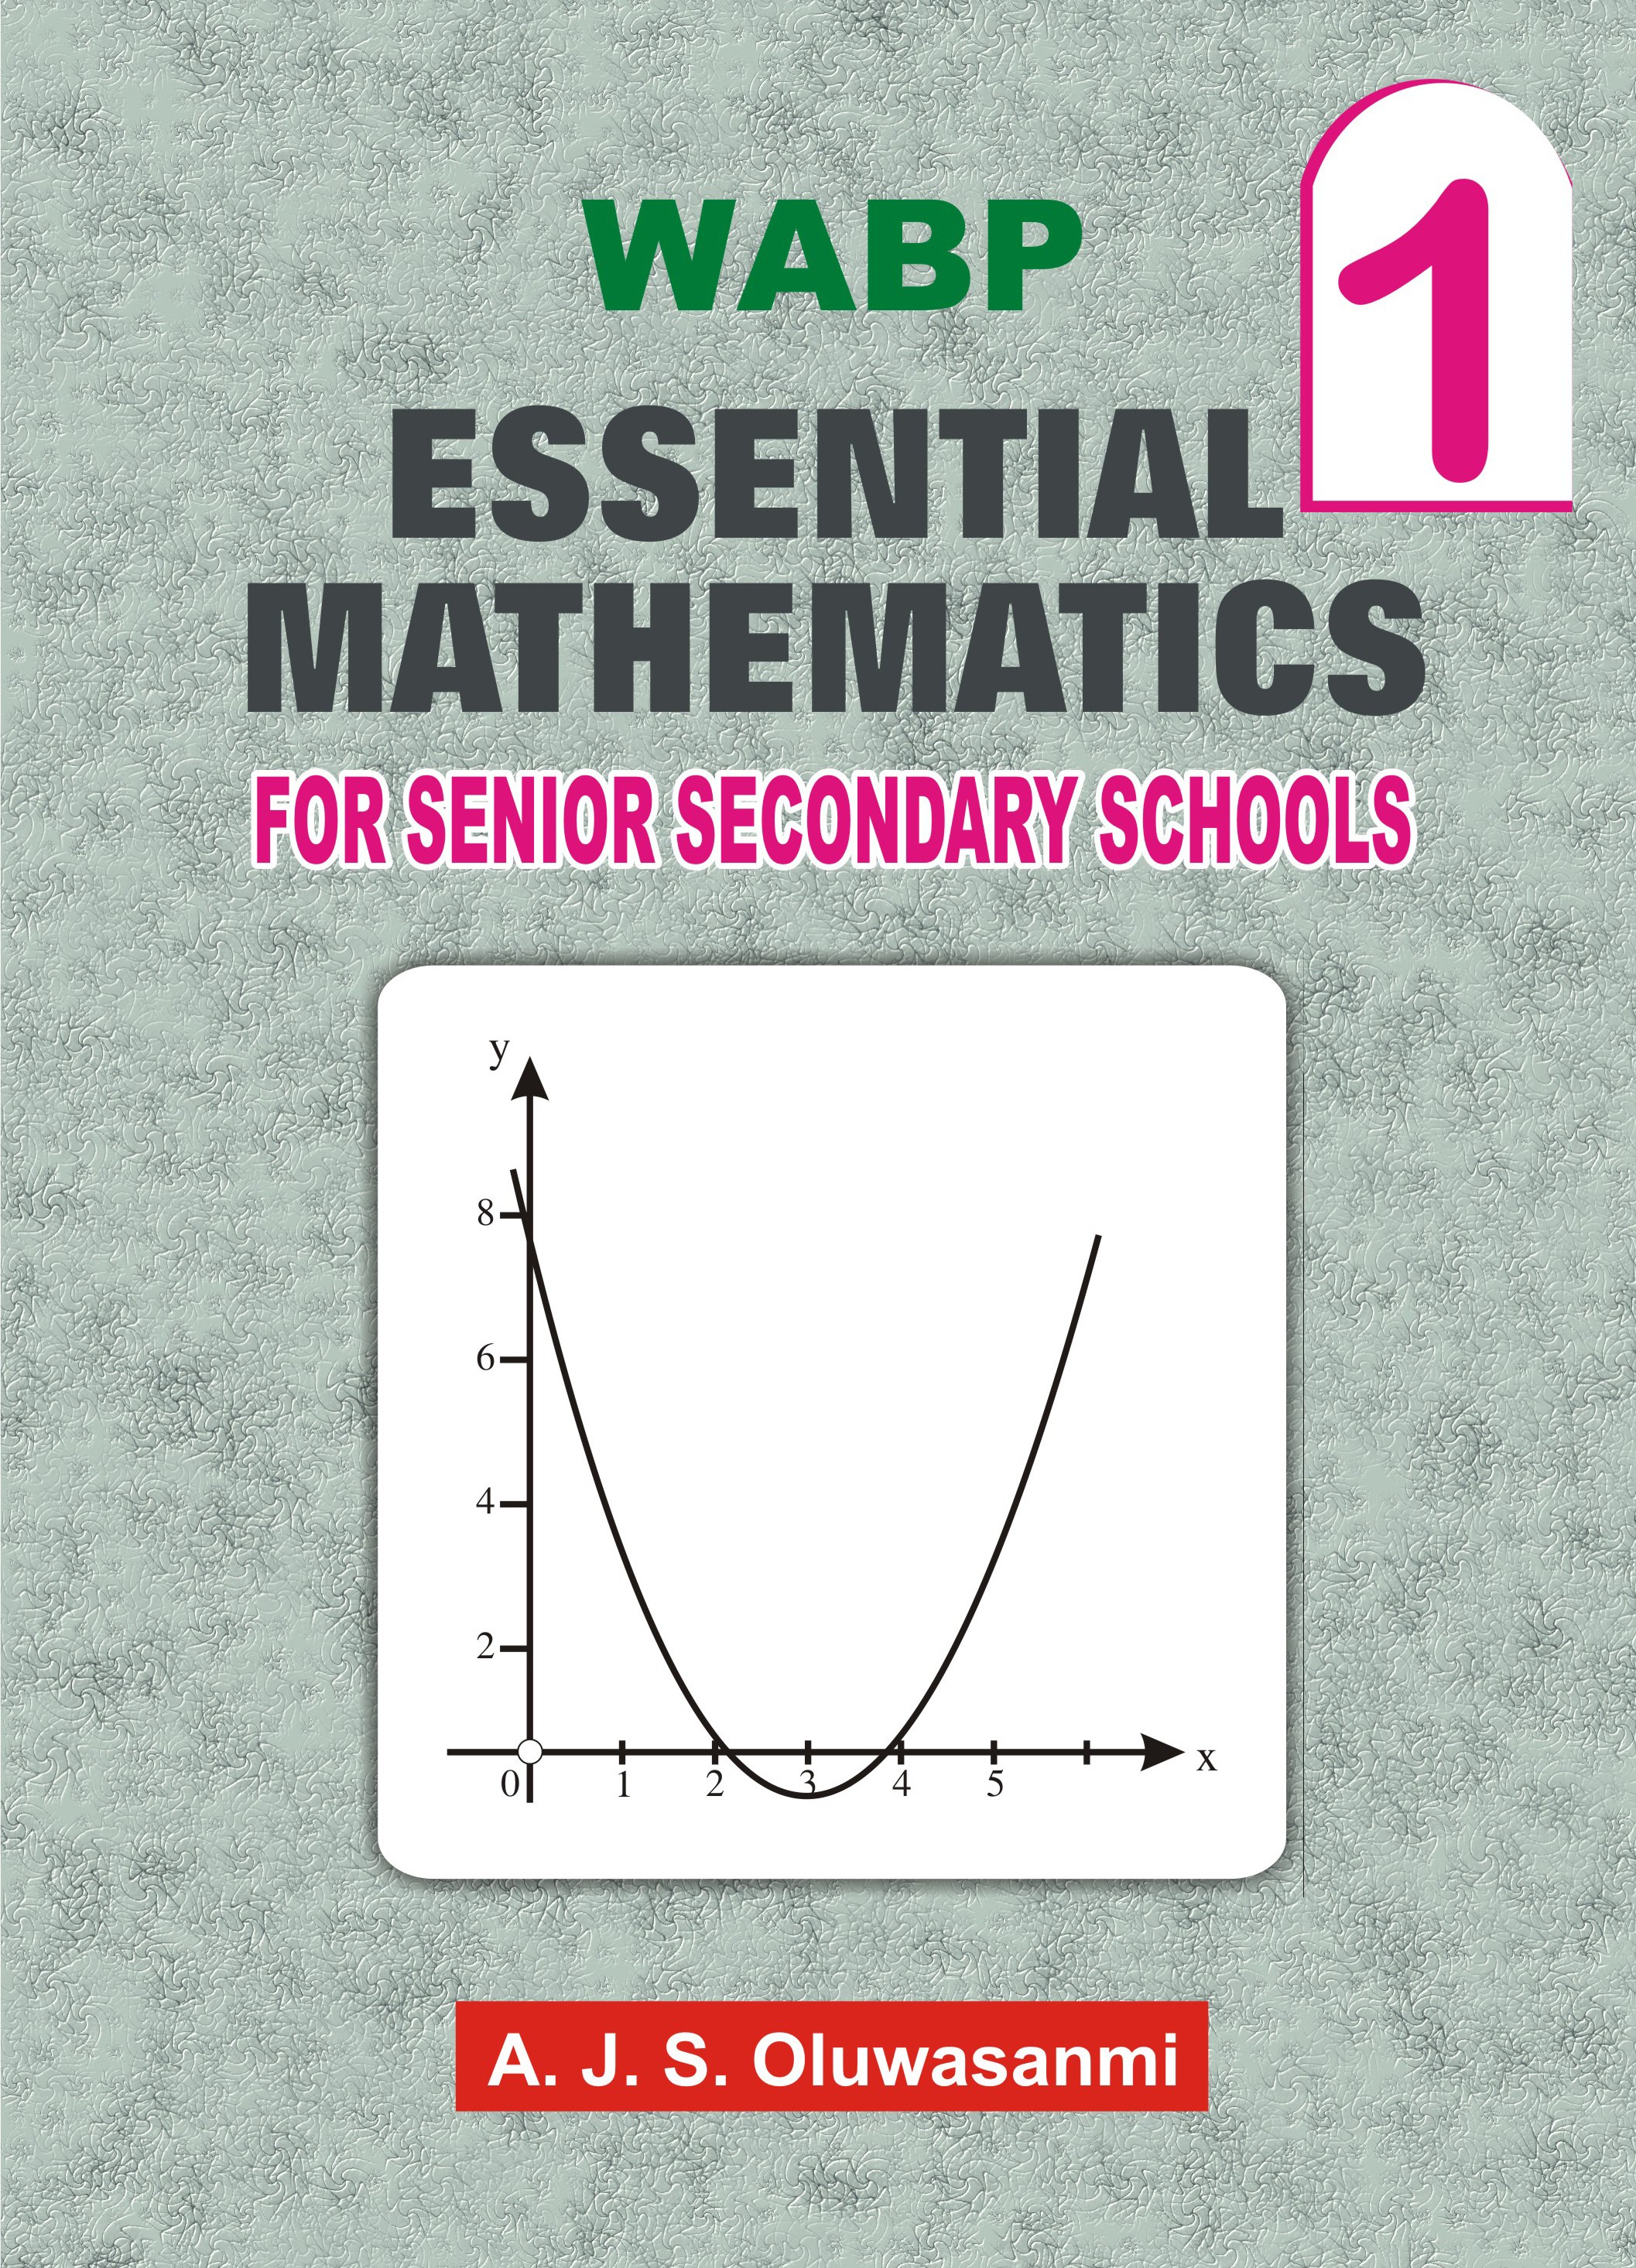 WABP
1
ESSENTIAL
MATHEMATICS
FOR SENIOR SECONDARY SCHOOLS
y
8
6
4
2
x
0 1 2 3 4 5
A. J. S. Oluwasanmi